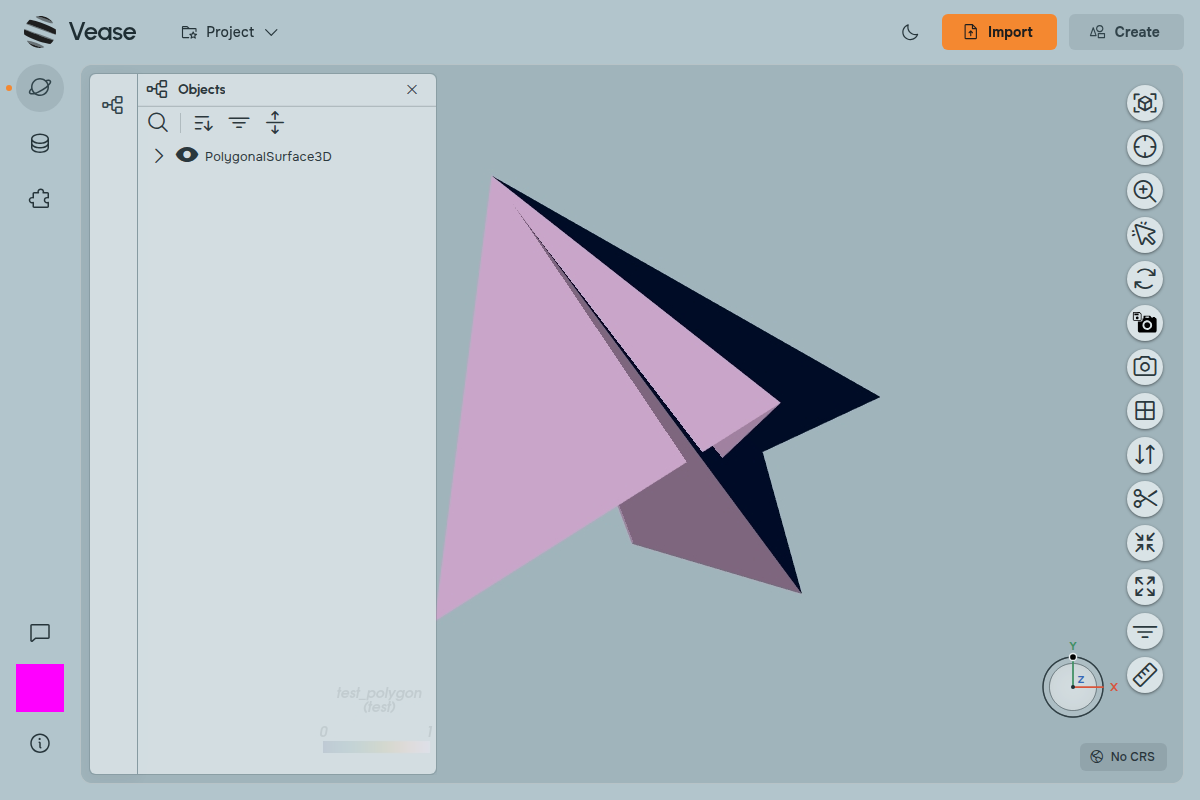 Vease
Project
Import
Create
Objects
PolygonalSurface3D
test_polygon
(test)
0 1
Y
Z
X
No CRS